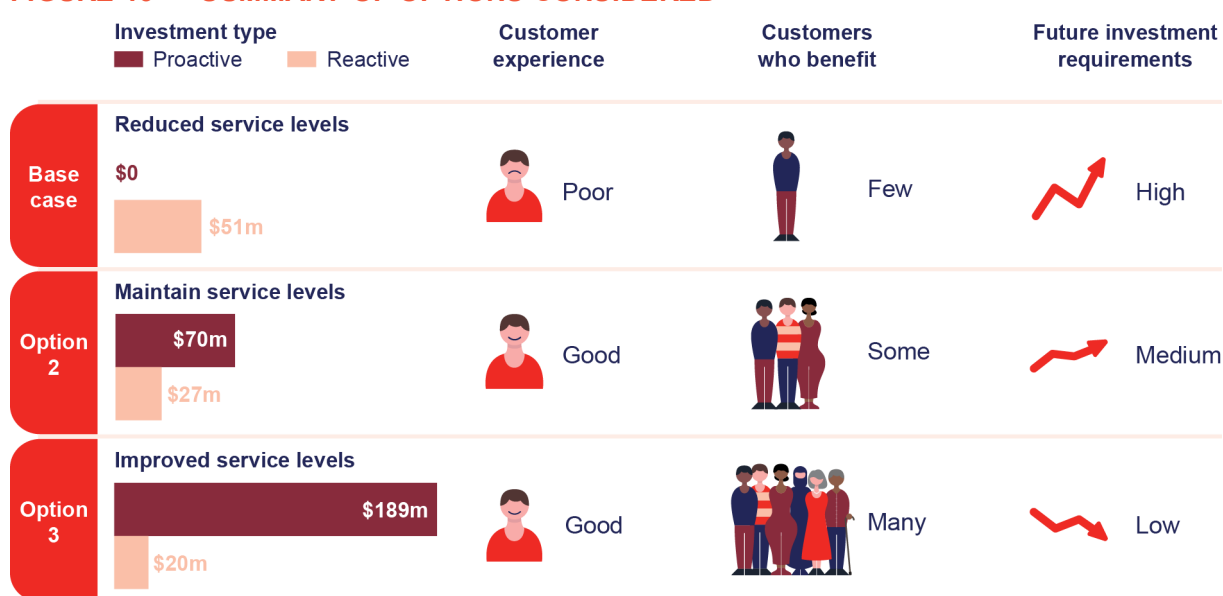 Investment type
Proactive
Reactive
Customer
experience
Customers
who benefit
Future investment
requirements
Base
case
Reduced service levels
$0
$51m
Poor
Few
High
Option
2
Maintain service levels
$70m
$27m
Good
Some
Medium
Option
3
Improved service levels
$189m
$20m
Good
Many
Low